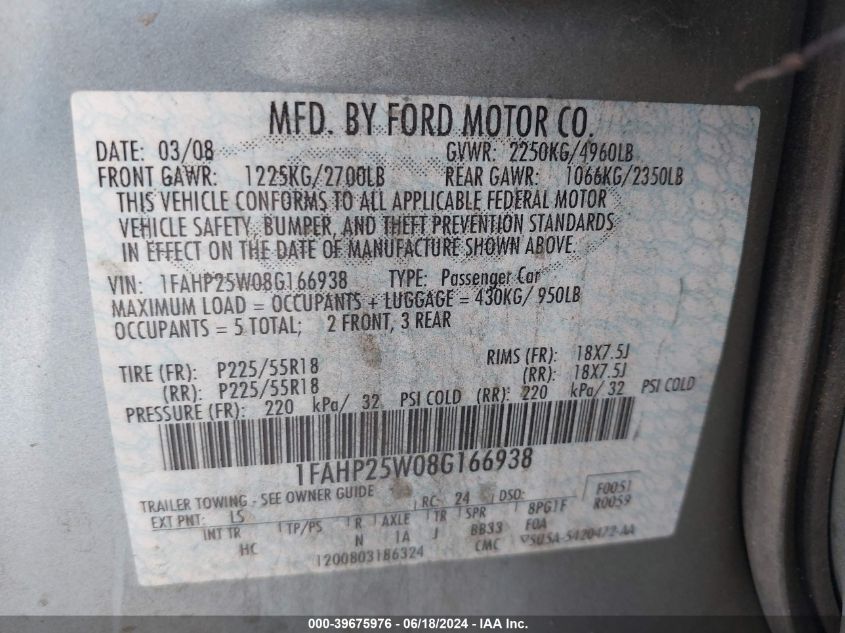 MFD. BY FORD MOTOR CO.
DATE: 03/08 GVWR: 2250KG/4960LB
FRONT GAWR: 1225KG/2700LB REAR GAWR: 1066KG/2350LB
THIS VEHICLE CONFORMS TO ALL APPLICABLE FEDERAL MOTOR
VEHICLE SAFETY, BUMPER, AND THEFT PREVENTION STANDARDS
IN EFFECT ON THE DATE OF MANUFACTURE SHOWN ABOVE.
VIN: 1FAHP25W08G166938 TYPE: Passenger Car
MAXIMUM LOAD = OCCUPANTS + LUGGAGE = 430KG/ 950LB
OCCUPANTS = 5 TOTAL; 2 FRONT, 3 REAR
TIRE (FR): P225/55R18 RIMS (FR): 18X7.5J
(RR): P225/55R18 (RR): 18X7.5J
PRESSURE (FR): 220 kPa/ 32 PSI COLD (RR): 220 kPa/ 32 PSI COLD
1FAHP25W08G166938
TRAILER TOWING - SEE OWNER GUIDE RC: 24 DSO: F0051
R0059
EXT PNT: LS
INT TR TP/PS R AXLE TR SPR 8PG1F
HC N 1A J BB33 FOA
1200803186324 CMC 5U5A-5420472-AA
000-39675976 - 06/18/2024 - IAA Inc.